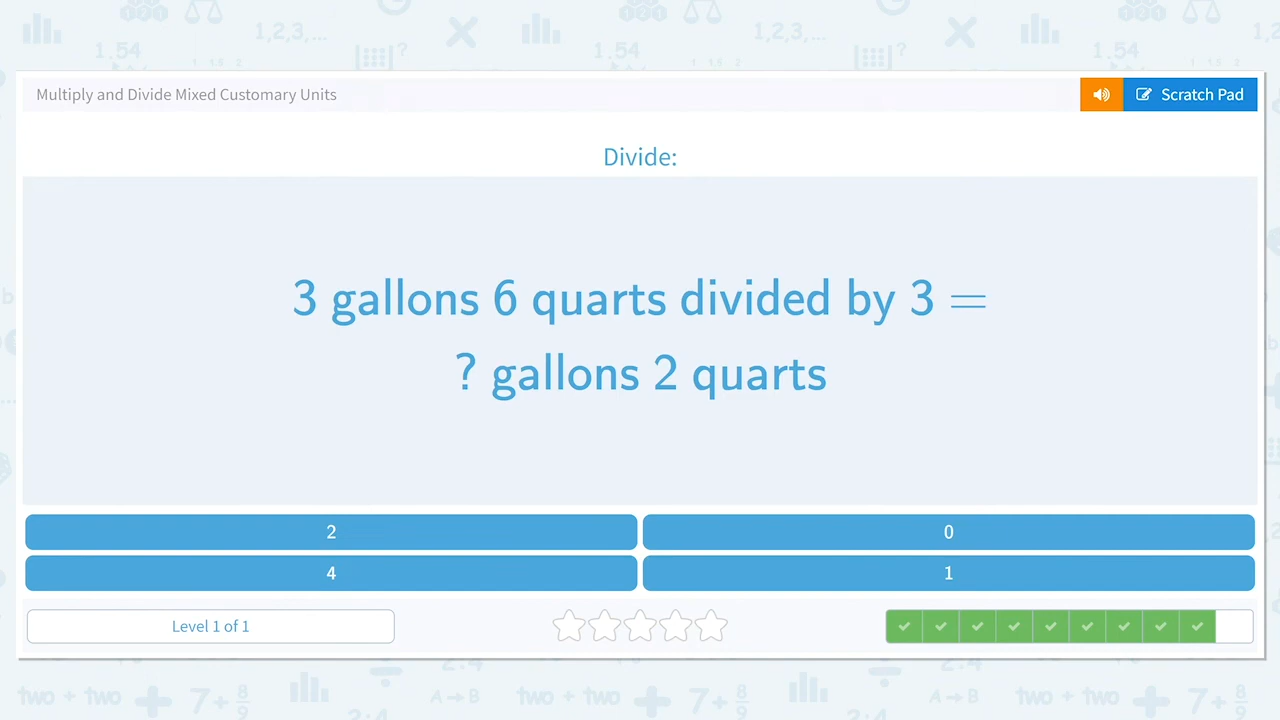 Multiply and Divide Mixed Customary Units
Scratch Pad
Divide:
3 gallons 6 quarts divided by 3 =
? gallons 2 quarts
2
0
4
1
Level 1 of 1